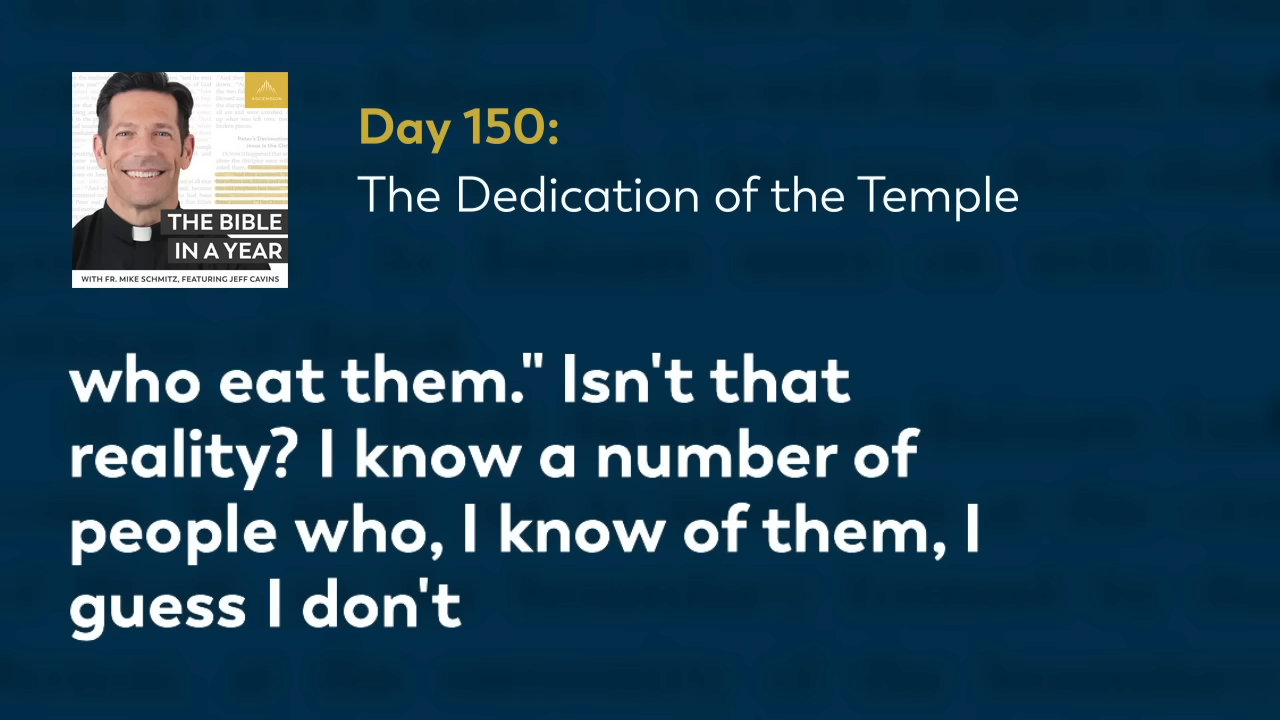 Day 150:
The Dedication of the Temple
ASCENSION
THE BIBLE
IN A YEAR
WITH FR. MIKE SCHMITZ, FEATURING JEFF CAVINS
who eat them." Isn't that
reality? I know a number of
people who, I know of them, I
guess I don't